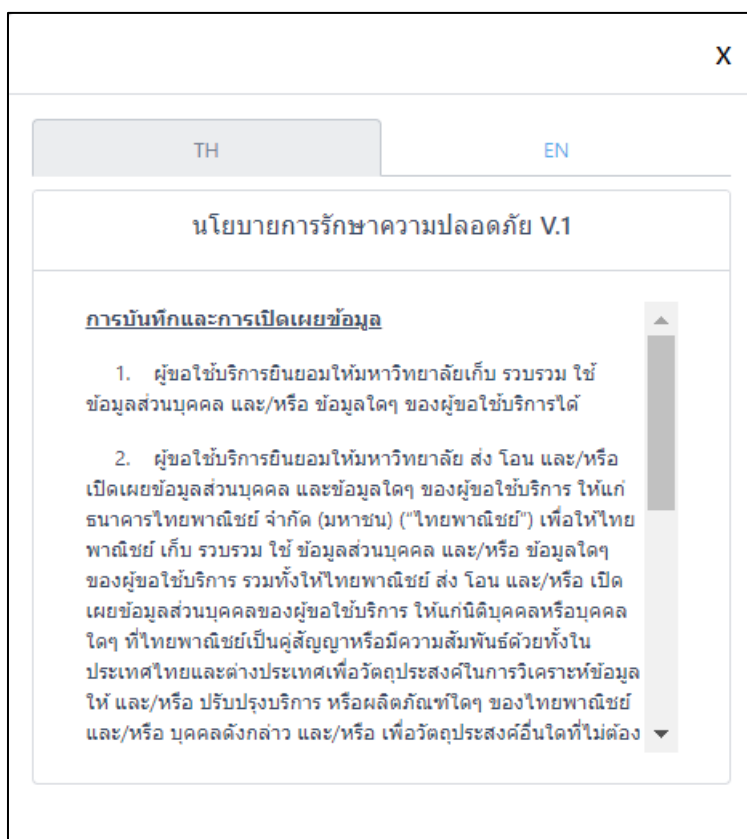 X
TH
EN
นโยบายการรักษาความปลอดภัย V.1
การบันทึกและการเปิดเผยข้อมูล
1. ผู้ขอใช้บริการยินยอมให้มหาวิทยาลัยเก็บ รวบรวม ใช้
ข้อมูลส่วนบุคคล และ/หรือ ข้อมูลใดๆ ของผู้ขอใช้บริการได้
2. ผู้ขอใช้บริการยินยอมให้มหาวิทยาลัย ส่ง โอน และ/หรือ
เปิดเผยข้อมูลส่วนบุคคล และข้อมูลใดๆ ของผู้ขอใช้บริการ ให้แก่
ธนาคารไทยพาณิชย์ จำกัด (มหาชน) (“ไทยพาณิชย์”) เพื่อให้ไทย
พาณิชย์ เก็บ รวบรวม ใช้ ข้อมูลส่วนบุคคล และ/หรือ ข้อมูลใดๆ
ของผู้ขอใช้บริการ รวมทั้งให้ไทยพาณิชย์ ส่ง โอน และ/หรือ เปิด
เผยข้อมูลส่วนบุคคลของผู้ขอใช้บริการ ให้แก่นิติบุคคลหรือบุคคล
ใดๆ ที่ไทยพาณิชย์เป็นคู่สัญญาหรือมีความสัมพันธ์ด้วยทั้งใน
ประเทศไทยและต่างประเทศเพื่อวัตถุประสงค์ในการวิเคราะห์ข้อมูล
ให้ และ/หรือ ปรับปรุงบริการ หรือผลิตภัณฑ์ใดๆ ของไทยพาณิชย์
และ/หรือ บุคคลดังกล่าว และ/หรือ เพื่อวัตถุประสงค์อื่นใดที่ไม่ต้อง